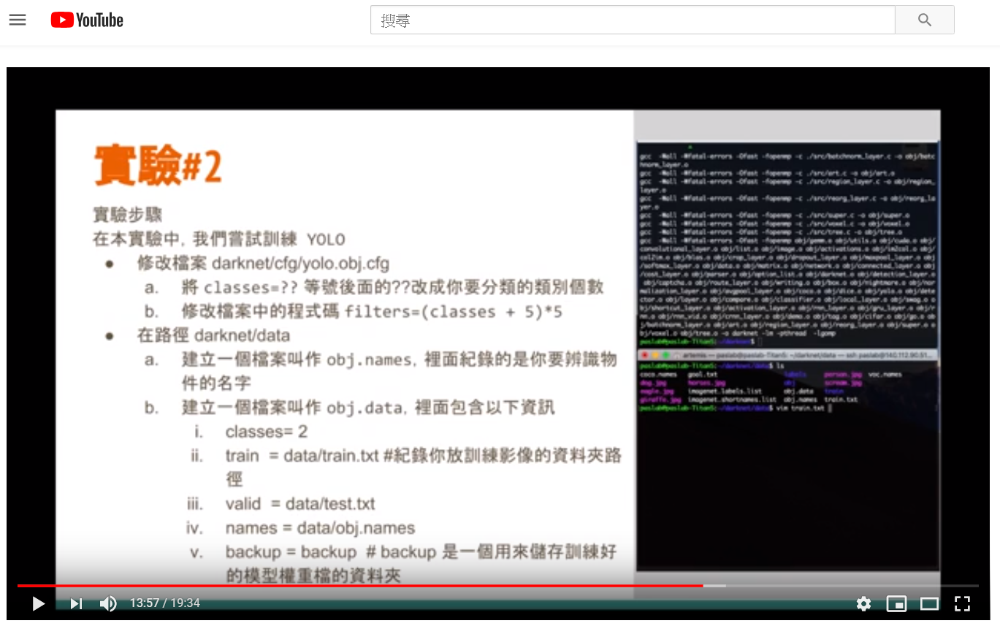 YouTube
搜尋
實驗#2
實驗步驟
在本實驗中, 我們嘗試訓練 YOLO
● 修改檔案 darknet/cfg/yolo.obj.cfg
a. 將 classes=?? 等號後面的??改成你要分類的類別個數
b. 修改檔案中的程式碼 filters=(classes + 5)*5
● 在路徑 darknet/data
a. 建立一個檔案叫作 obj.names, 裡面紀錄的是你要辨識物
件的名字
b. 建立一個檔案叫作 obj.data, 裡面包含以下資訊
i. classes= 2
ii. train = data/train.txt #紀錄你放訓練影像的資料夾路
徑
iii. valid = data/test.txt
iv. names = data/obj.names
v. backup = backup # backup 是一個用來儲存訓練好
的模型權重檔的資料夾
gcc -Wall -Wfatal-errors -Ofast -fopenmp -c ./src/batchnorm_layer.c -o obj/batc
hnorm_layer.o
gcc -Wall -Wfatal-errors -Ofast -fopenmp -c ./src/art.c -o obj/art.o
gcc -Wall -Wfatal-errors -Ofast -fopenmp -c ./src/region_layer.c -o obj/region_
layer.o
gcc -Wall -Wfatal-errors -Ofast -fopenmp -c ./src/reorg_layer.c -o obj/reorg_la
yer.o
gcc -Wall -Wfatal-errors -Ofast -fopenmp -c ./src/super.c -o obj/super.o
gcc -Wall -Wfatal-errors -Ofast -fopenmp -c ./src/voxel.c -o obj/voxel.o
gcc -Wall -Wfatal-errors -Ofast -fopenmp -c ./src/tree.c -o obj/tree.o
gcc -Wall -Wfatal-errors -Ofast -fopenmp obj/gemm.o obj/utils.o obj/cuda.o obj/
convolutional_layer.o obj/list.o obj/image.o obj/activations.o obj/im2col.o obj/
col2im.o obj/blas.o obj/crop_layer.o obj/dropout_layer.o obj/maxpool_layer.o obj
/softmax_layer.o obj/data.o obj/matrix.o obj/network.o obj/connected_layer.o obj
/cost_layer.o obj/parser.o obj/option_list.o obj/darknet.o obj/detection_layer.o
obj/captcha.o obj/route_layer.o obj/writing.o obj/box.o obj/nightmare.o obj/nor
malization_layer.o obj/avgpool_layer.o obj/coco.o obj/dice.o obj/yolo.o obj/dete
ctor.o obj/layer.o obj/compare.o obj/classifier.o obj/local_layer.o obj/swag.o o
bj/shortcut_layer.o obj/activation_layer.o obj/rnn_layer.o obj/gru_layer.o obj/r
nn.o obj/rnn_vid.o obj/crnn_layer.o obj/demo.o obj/tag.o obj/cifar.o obj/go.o ob
j/batchnorm_layer.o obj/art.o obj/region_layer.o obj/reorg_layer.o obj/super.o o
bj/voxel.o obj/tree.o -o darknet -lm -pthread -lgomp
paslab@paslab-TitanS:~/darknet$
artemis — paslab@paslab-TitanS: ~/darknet/data — ssh paslab@140.112.90.51...
paslab@paslab-TitanS:~/darknet/data$ ls
coco.names goal.txt labels person.jpg voc.names
dog.jpg horses.jpg obj scream.jpg
eagle.jpg imagenet.labels.list obj.data train
giraffe.jpg imagenet.shortnames.list obj.names train.txt
paslab@paslab-TitanS:~/darknet/data$ vim train.txt
13:57 / 19:34